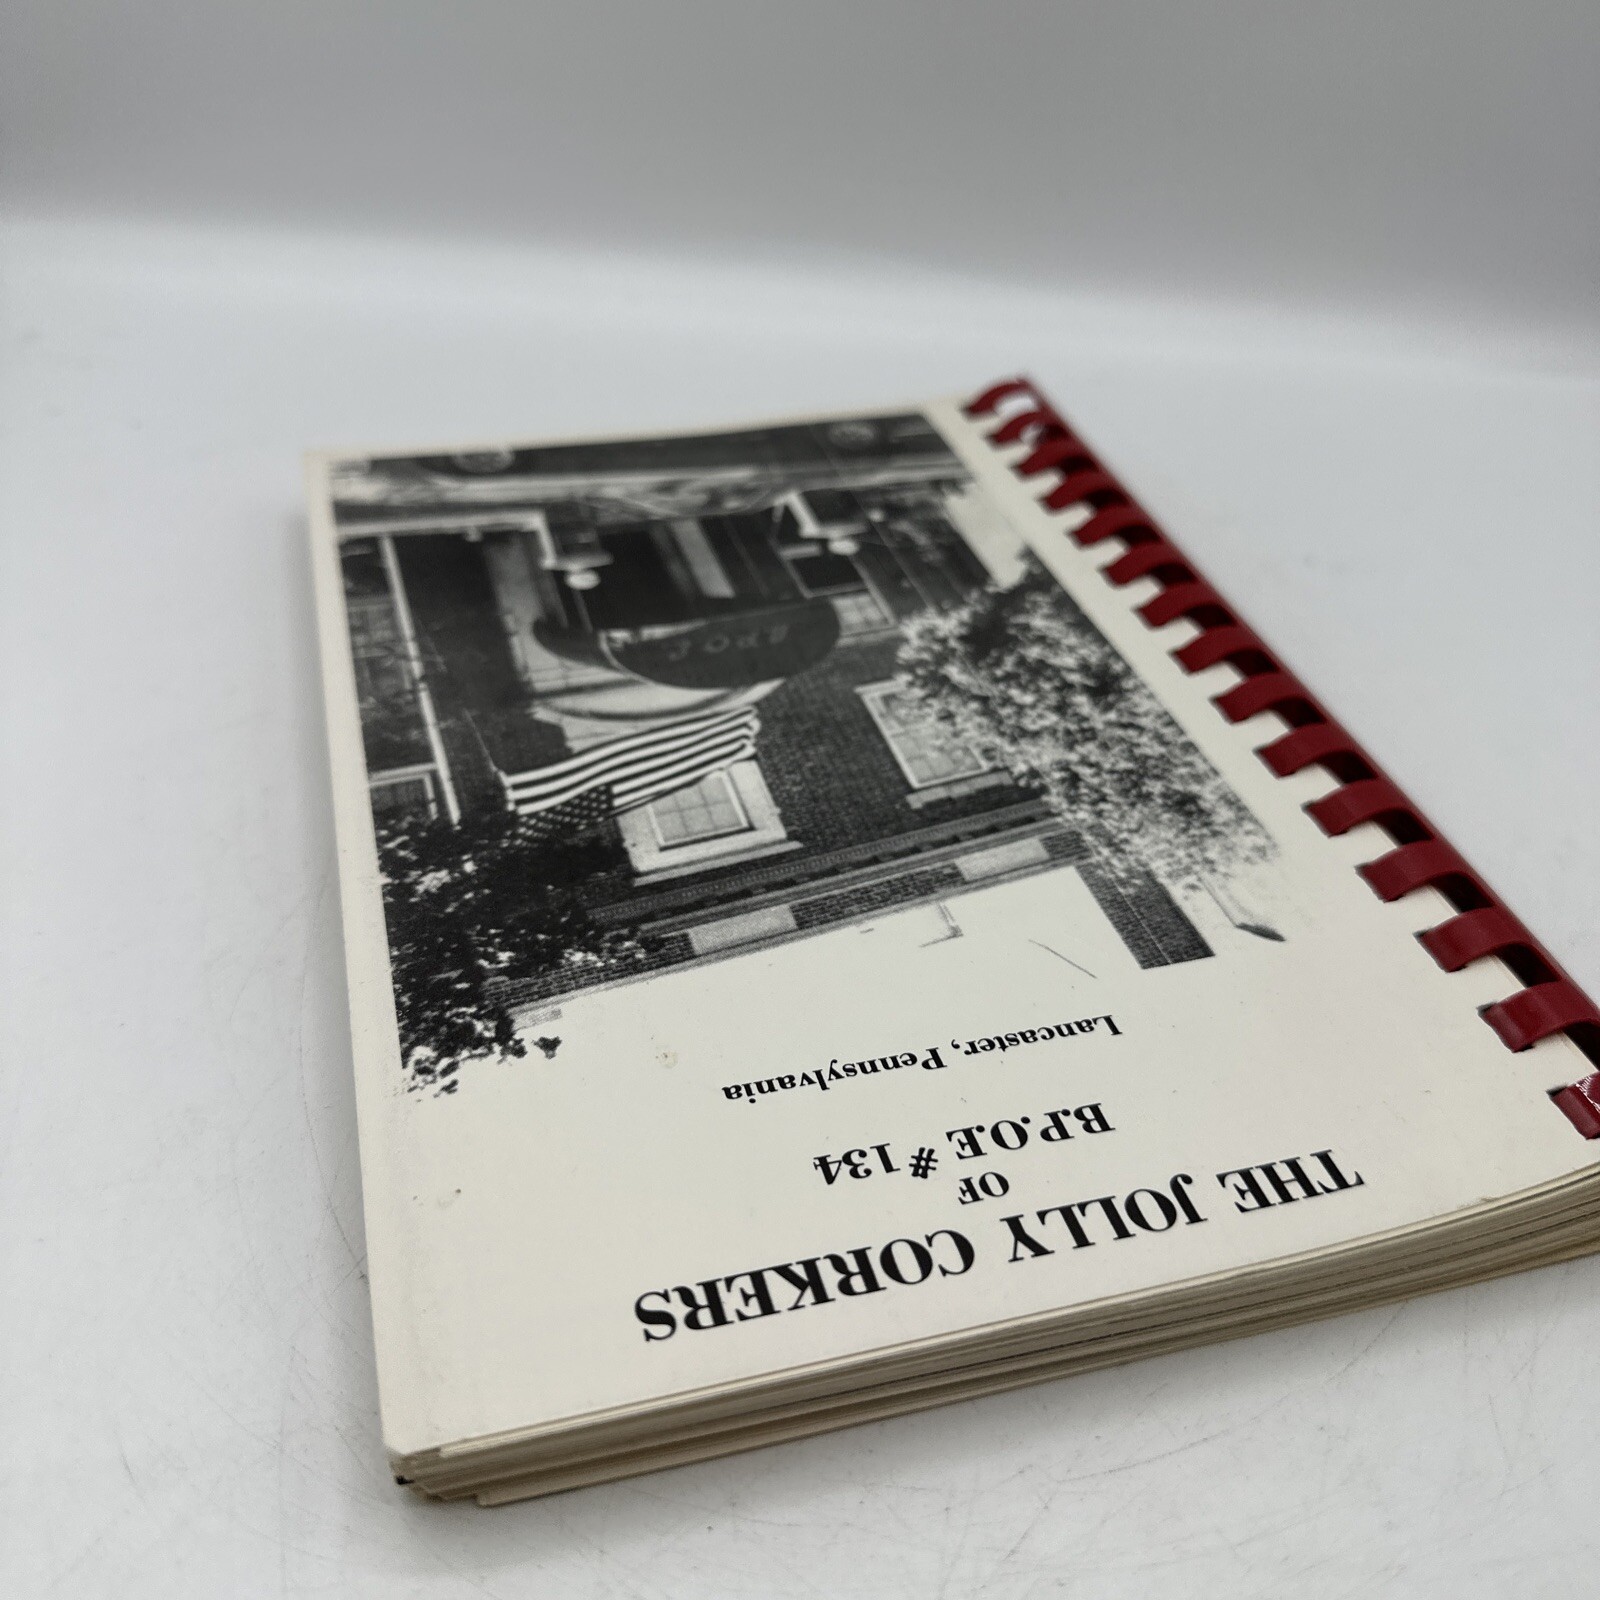 THE JOLLY CORKERS
OF
B.P.O.E # 134
Lancaster, Pennsylvania